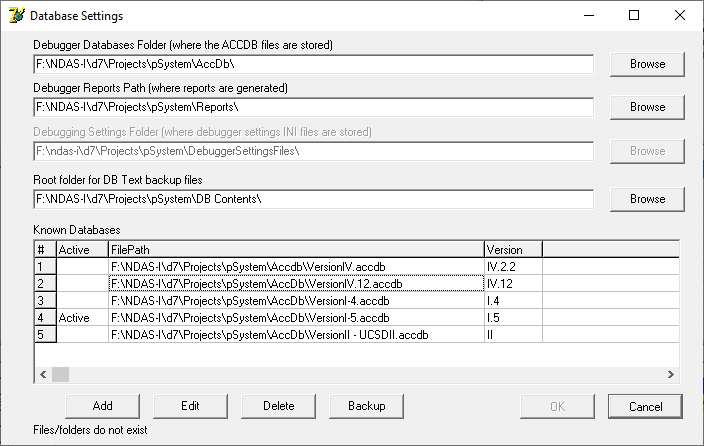 Database Settings
Debugger Databases Folder (where the ACCDB files are stored)
F:\NDAS-I\d7\Projects\pSystem\AccDb\
Browse
Debugger Reports Path (where reports are generated)
F:\NDAS-I\d7\Projects\pSystem\Reports\
Browse
Debugging Settings Folder (where debugger settings INI files are stored)
F:\ndas-i\d7\Projects\pSystem\DebuggerSettingsFiles\
Browse
Root folder for DB Text backup files
F:\NDAS-I\d7\Projects\pSystem\DB Contents\
Browse
Known Databases
# Active FilePath Version
1 F:\NDAS-I\d7\Projects\pSystem\Accdb\VersionIV.accdb IV.2.2
2 F:\NDAS-I\d7\Projects\pSystem\AccDb\VersionIV.12.accdb IV.12
3 F:\NDAS-I\d7\Projects\pSystem\AccDb\VersionI-4.accdb I.4
4 Active F:\NDAS-I\d7\Projects\pSystem\AccDb\VersionI-5.accdb I.5
5 F:\NDAS-I\d7\Projects\pSystem\AccDb\VersionII - UCSDII.accdb II
Add Edit Delete Backup OK Cancel
Files/folders do not exist